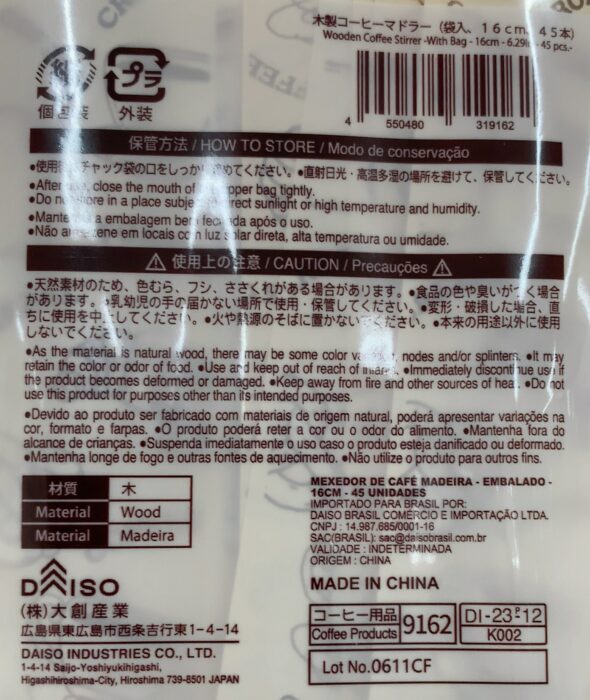 木製コーヒーマドラー（袋入、16cm、45本）
Wooden Coffee Stirrer -With Bag - 16cm - 6.29in - 45 pcs.-
4 550480 319162
プラ
個包装 外装
保管方法 / HOW TO STORE / Modo de conservação
•使用後、チャック袋の口をしっかり閉めてください。•直射日光・高温多湿の場所を避けて、保管してください。
•After use, close the mouth of zipper bag tightly.
•Do not store in a place subject to direct sunlight or high temperature and humidity.
•Mantenha a embalagem bem fechada após o uso.
•Não armazene em locais com luz solar direta, alta temperatura ou umidade.
⚠ 使用上の注意 / CAUTION / Precauções ⚠
•天然素材のため、色むら、フシ、ささくれがある場合があります。•食品の色や臭いがつく場合
があります。•乳幼児の手の届かない場所で使用・保管してください。•変形・破損した場合、直
ちに使用を中止してください。•火や熱源のそばに置かないでください。•本来の用途以外に使用
しないでください。
•As the material is natural wood, there may be some color variation, nodes and/or splinters. •It may
retain the color or odor of food. •Use and keep out of reach of infants. •Immediately discontinue use if
the product becomes deformed or damaged. •Keep away from fire and other sources of heat. •Do not
use this product for purposes other than its intended purposes.
•Devido ao produto ser fabricado com materiais de origem natural, poderá apresentar variações na
cor, formato e farpas. •O produto poderá reter a cor ou o odor do alimento. •Mantenha fora do
alcance de crianças. •Suspenda imediatamente o uso caso o produto esteja danificado ou deformado.
•Mantenha longe de fogo e outras fontes de aquecimento. •Não utilize o produto para outros fins.
材質 木
Material Wood
Material Madeira
MEXEDOR DE CAFÉ MADEIRA - EMBALADO -
16CM - 45 UNIDADES
IMPORTADO PARA BRASIL POR:
DAISO BRASIL COMÉRCIO E IMPORTAÇÃO LTDA.
CNPJ : 14.987.685/0001-16
SAC(BRASIL): sac@daisobrasil.com.br
VALIDADE : INDETERMINADA
ORIGEM : CHINA
MADE IN CHINA
DAISO
(株)大創産業
広島県東広島市西条吉行東1-4-14
DAISO INDUSTRIES CO., LTD.
1-4-14 Saijo-Yoshiyukihigashi,
Higashihiroshima-City, Hiroshima 739-8501 JAPAN
コーヒー用品 9162 DI-23-12
Coffee Products K002
Lot No.0611CF